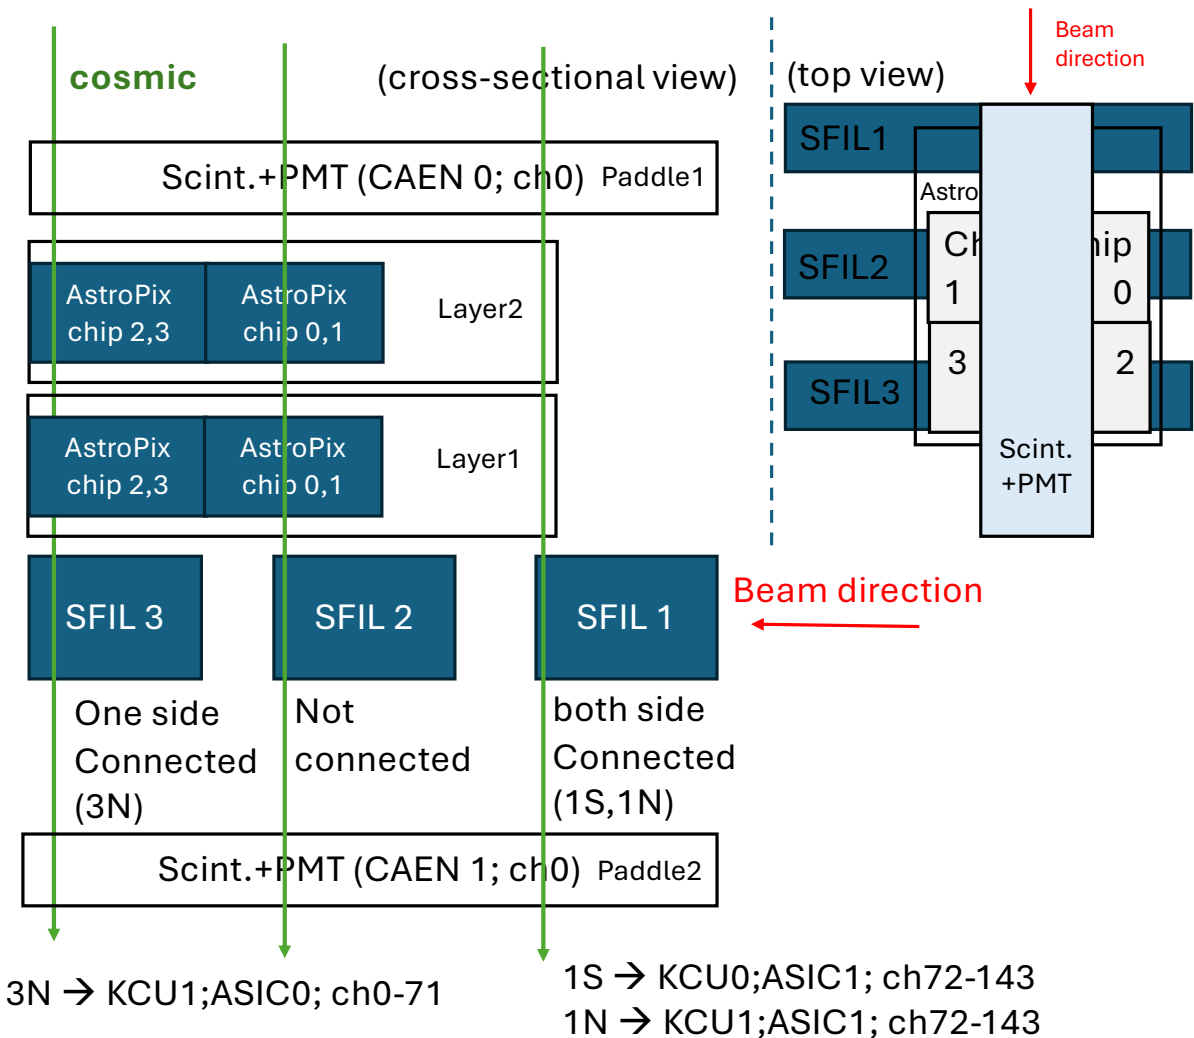 cosmic
(cross-sectional view)
Scint.+PMT (CAEN 0; ch0) Paddle1
AstroPix
chip 2,3
AstroPix
chip 0,1
Layer2
AstroPix
chip 2,3
AstroPix
chip 0,1
Layer1
SFIL 3
SFIL 2
SFIL 1
Beam direction
One side
Connected
(3N)
Not
connected
both side
Connected
(1S,1N)
Scint.+PMT (CAEN 1; ch0) Paddle2
3N → KCU1;ASIC0; ch0-71
1S → KCU0;ASIC1; ch72-143
1N → KCU1;ASIC1; ch72-143
(top view)
Beam
direction
SFIL1
Astro
SFIL2
Ch
1
hip
0
SFIL3
3
2
Scint.
+PMT